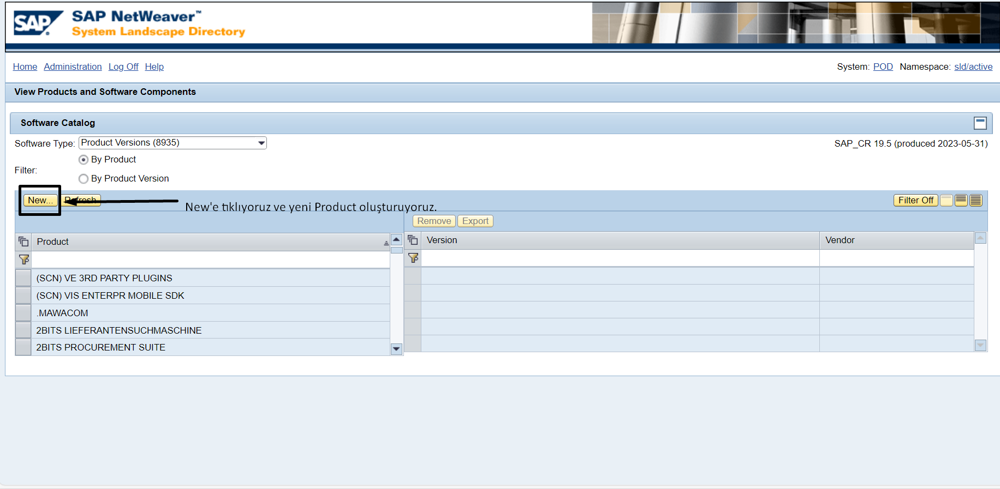 SAP
SAP NetWeaver™
System Landscape Directory
Home Administration Log Off Help
System: POD Namespace: sld/active
View Products and Software Components
Software Catalog
Software Type: Product Versions (8935)
SAP_CR 19.5 (produced 2023-05-31)
By Product
Filter:
By Product Version
New... Refresh
Filter Off
New'e tıklıyoruz ve yeni Product oluşturuyoruz.
Remove Export
Product
Version Vendor
(SCN) VE 3RD PARTY PLUGINS
(SCN) VIS ENTERPR MOBILE SDK
.MAWACOM
2BITS LIEFERANTENSUCHMASCHINE
2BITS PROCUREMENT SUITE